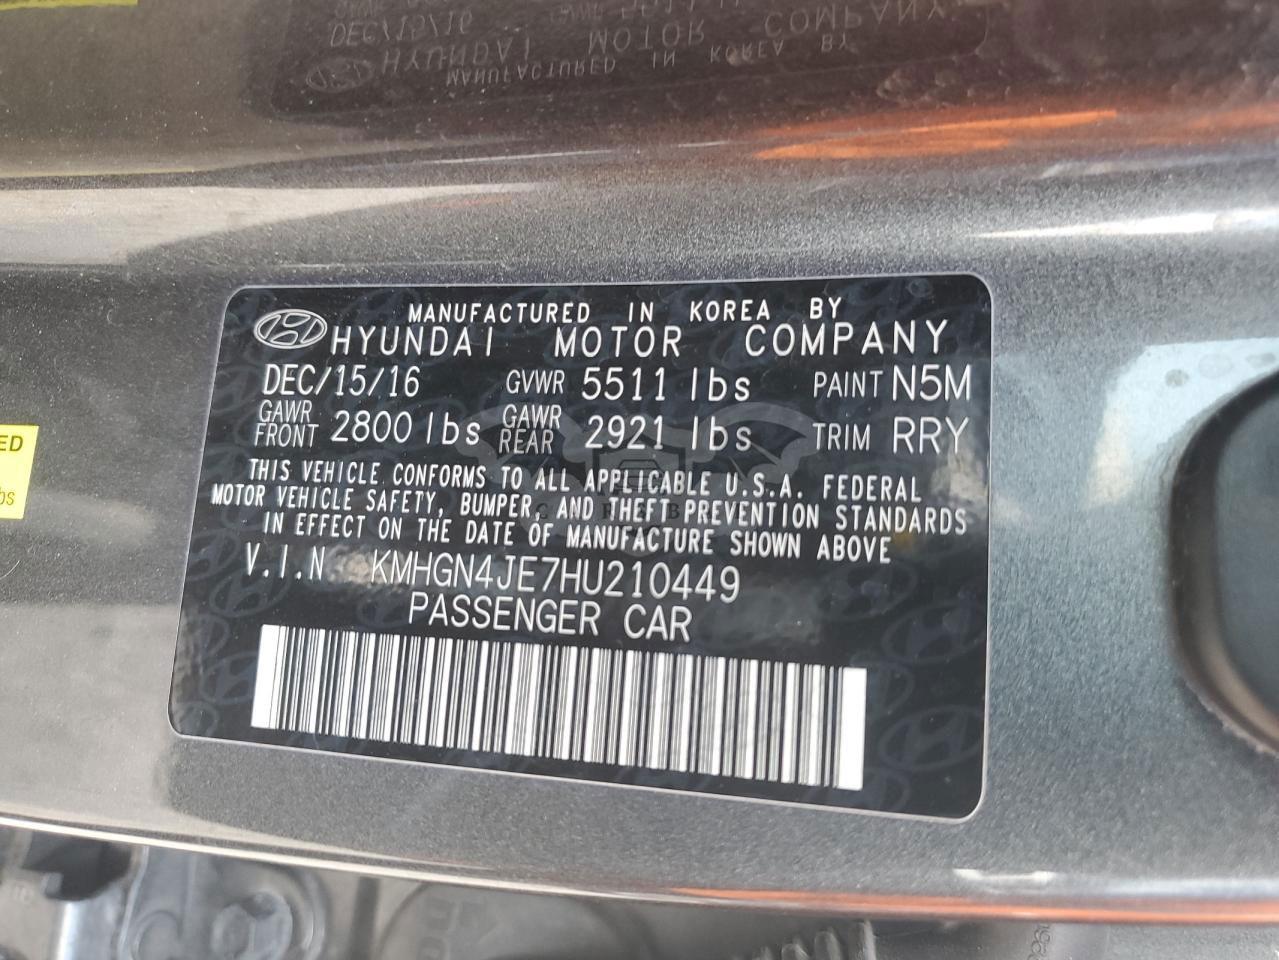 MANUFACTURED IN KOREA BY
HYUNDAI MOTOR COMPANY
DEC/15/16 GVWR 5511 lbs PAINT N5M
GAWR FRONT 2800 lbs GAWR REAR 2921 lbs TRIM RRY
THIS VEHICLE CONFORMS TO ALL APPLICABLE U.S.A. FEDERAL
MOTOR VEHICLE SAFETY, BUMPER, AND THEFT PREVENTION STANDARDS
IN EFFECT ON THE DATE OF MANUFACTURE SHOWN ABOVE
V.I.N KMHGN4JE7HU210449
PASSENGER CAR